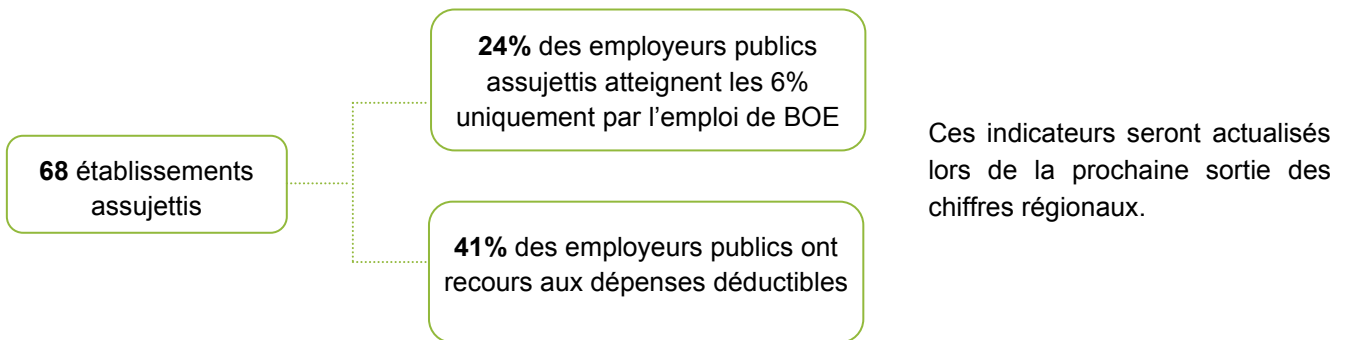 24% des employeurs publics
assujettis atteignent les 6%
uniquement par l’emploi de BOE
68 établissements
assujettis
41% des employeurs publics ont
recours aux dépenses déductibles
Ces indicateurs seront actualisés
lors de la prochaine sortie des
chiffres régionaux.